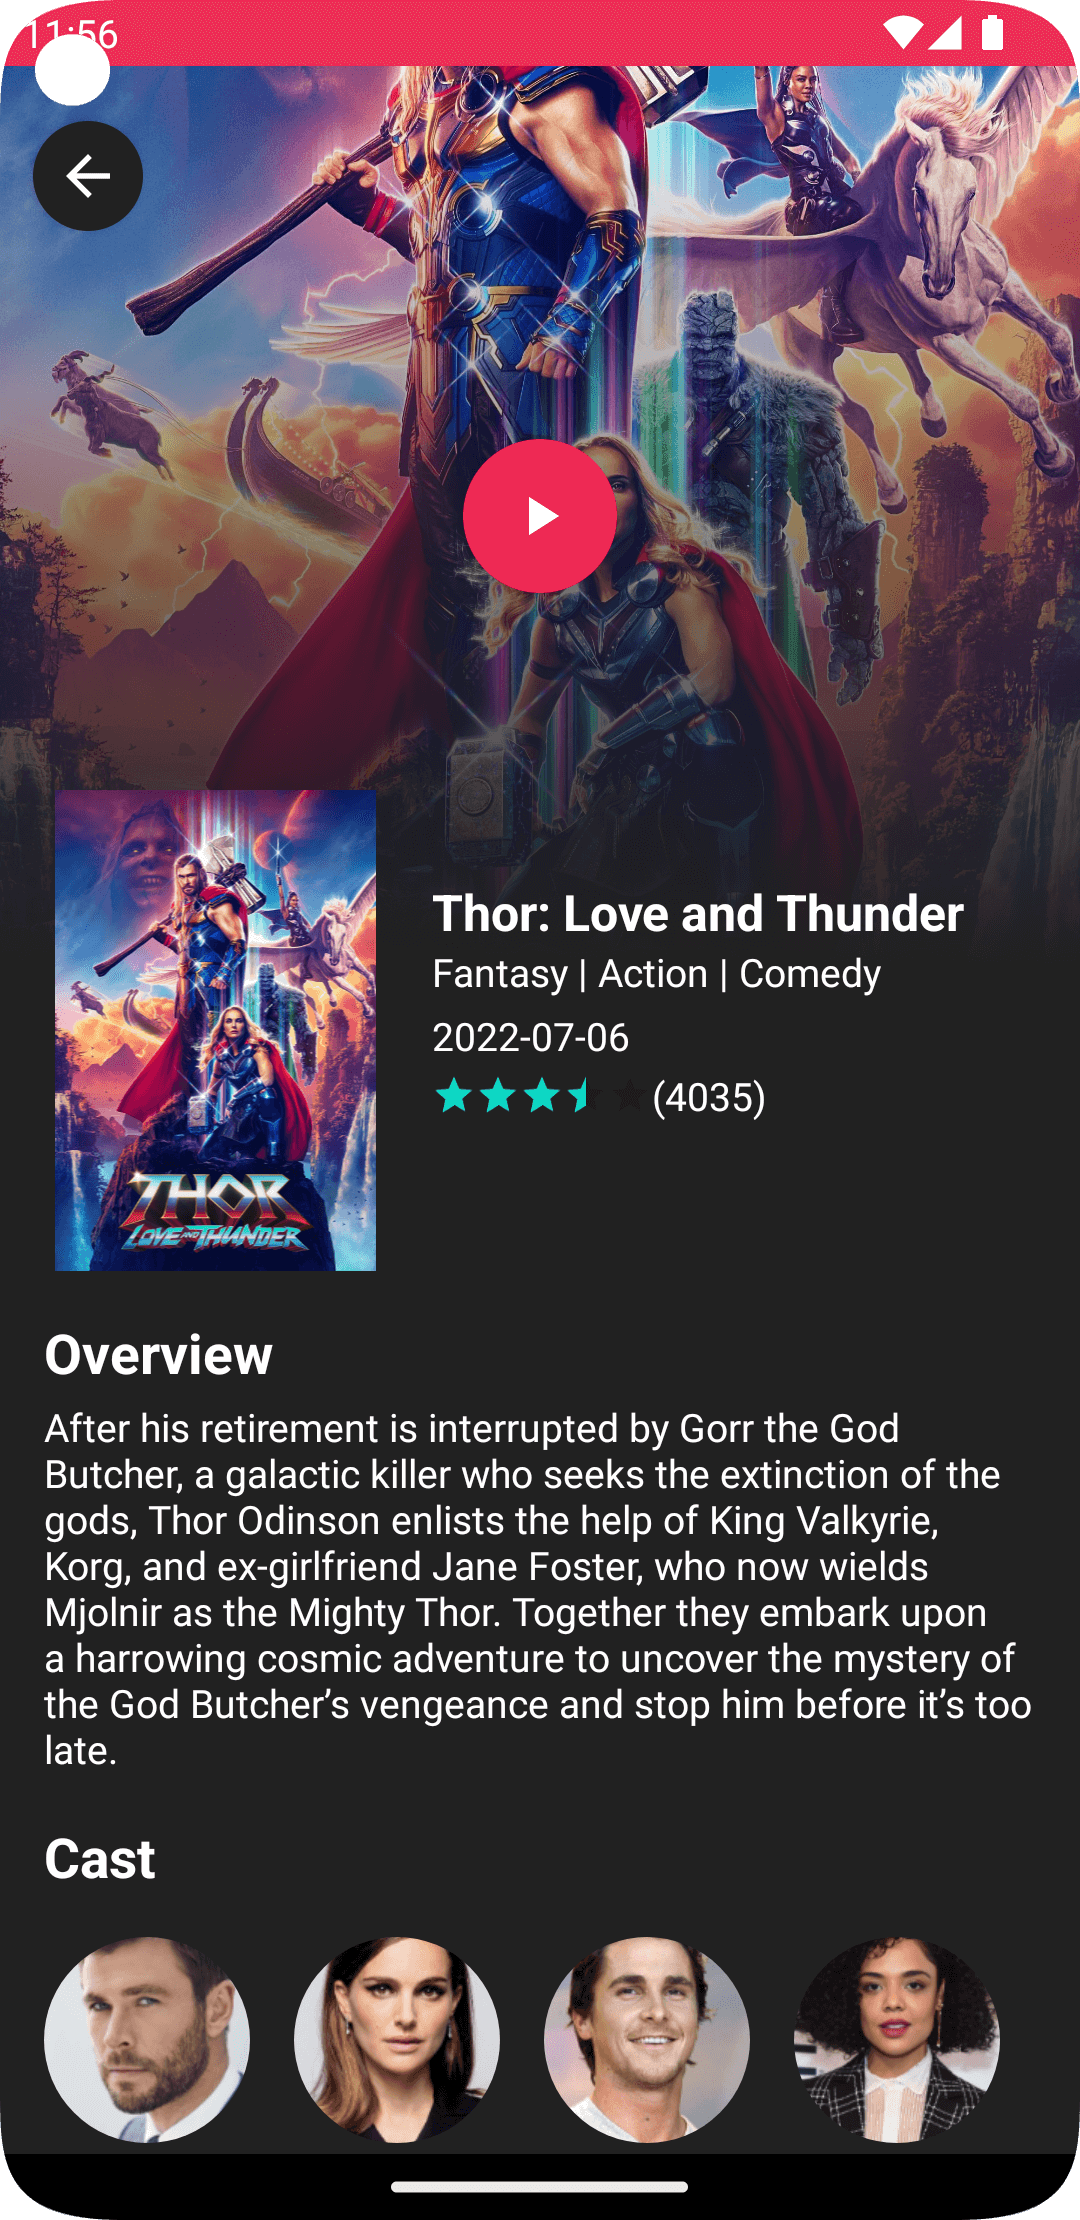 11:56
Thor: Love and Thunder
Fantasy | Action | Comedy
2022-07-06
(4035)
THOR
LOVE AND THUNDER
Overview
After his retirement is interrupted by Gorr the God
Butcher, a galactic killer who seeks the extinction of the
gods, Thor Odinson enlists the help of King Valkyrie,
Korg, and ex-girlfriend Jane Foster, who now wields
Mjolnir as the Mighty Thor. Together they embark upon
a harrowing cosmic adventure to uncover the mystery of
the God Butcher’s vengeance and stop him before it’s too
late.
Cast